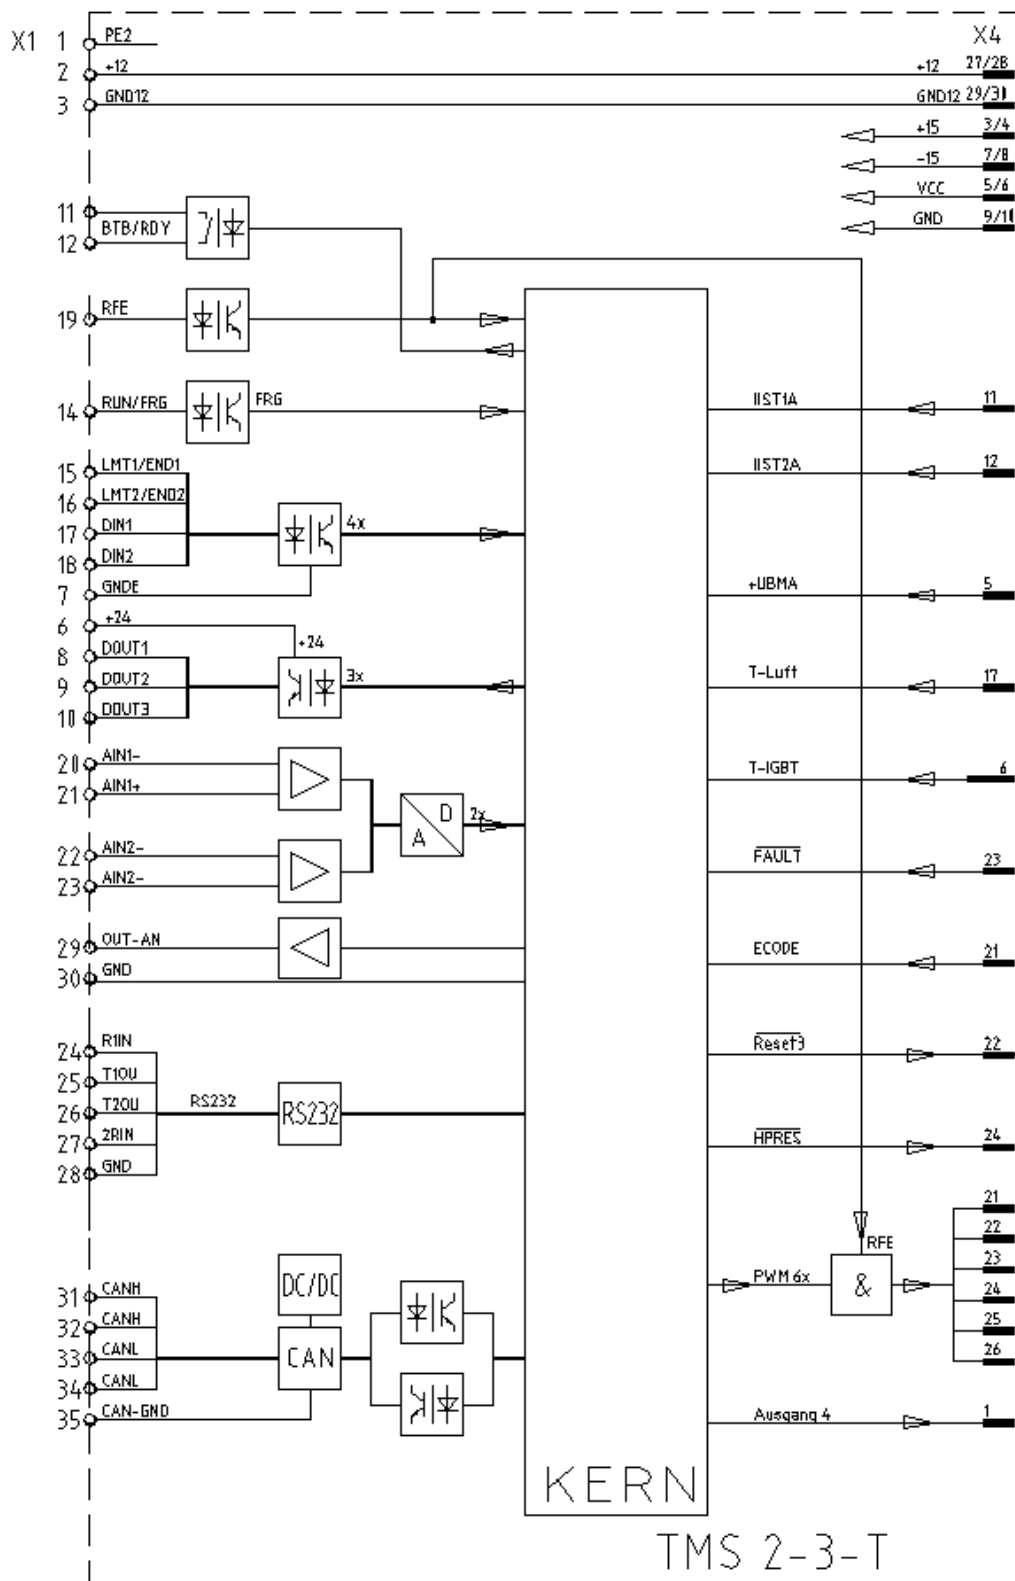 X1 1 PE2 X4
2 +12 +12 27/28
3 GND12 GND12 29/30
+15 3/4
-15 7/8
VCC 5/6
GND 9/10
11
12 BTB/RDY
19 RFE
14 RUN/FRG FRG IIST1A 11
15 LMT1/END1 IIST2A 12
16 LMT2/END2
17 DIN1 4x
18 DIN2
7 GNDE +UBMA 5
6 +24
+24
8 DOUT1
9 DOUT2 3x T-Luft 17
10 DOUT3
20 AIN1- T-IGBT 6
21 AIN1+
A D 2x
22 AIN2- FAULT 23
23 AIN2-
29 OUT-AN ECODE 21
30 GND
24 R1IN Reset3 22
25 T1OU
26 T2OU RS232 RS232
27 2RIN HPRES 24
28 GND
21
22
RFE
23
31 CANH DC/DC PWM 6x & 24
32 CANH 25
33 CANL CAN 26
34 CANL
35 CAN-GND Ausgang 4 1
KERN
TMS 2-3-T